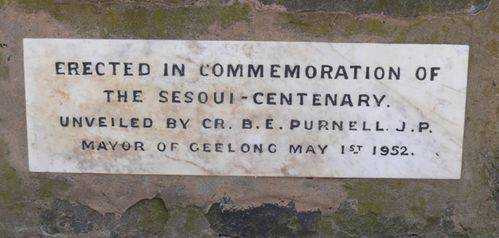 ERECTED IN COMMEMORATION OF
THE SESQUI-CENTENARY.
UNVEILED BY CR. B. E. PURNELL. J.P.
MAYOR OF GEELONG MAY 1ST 1952.